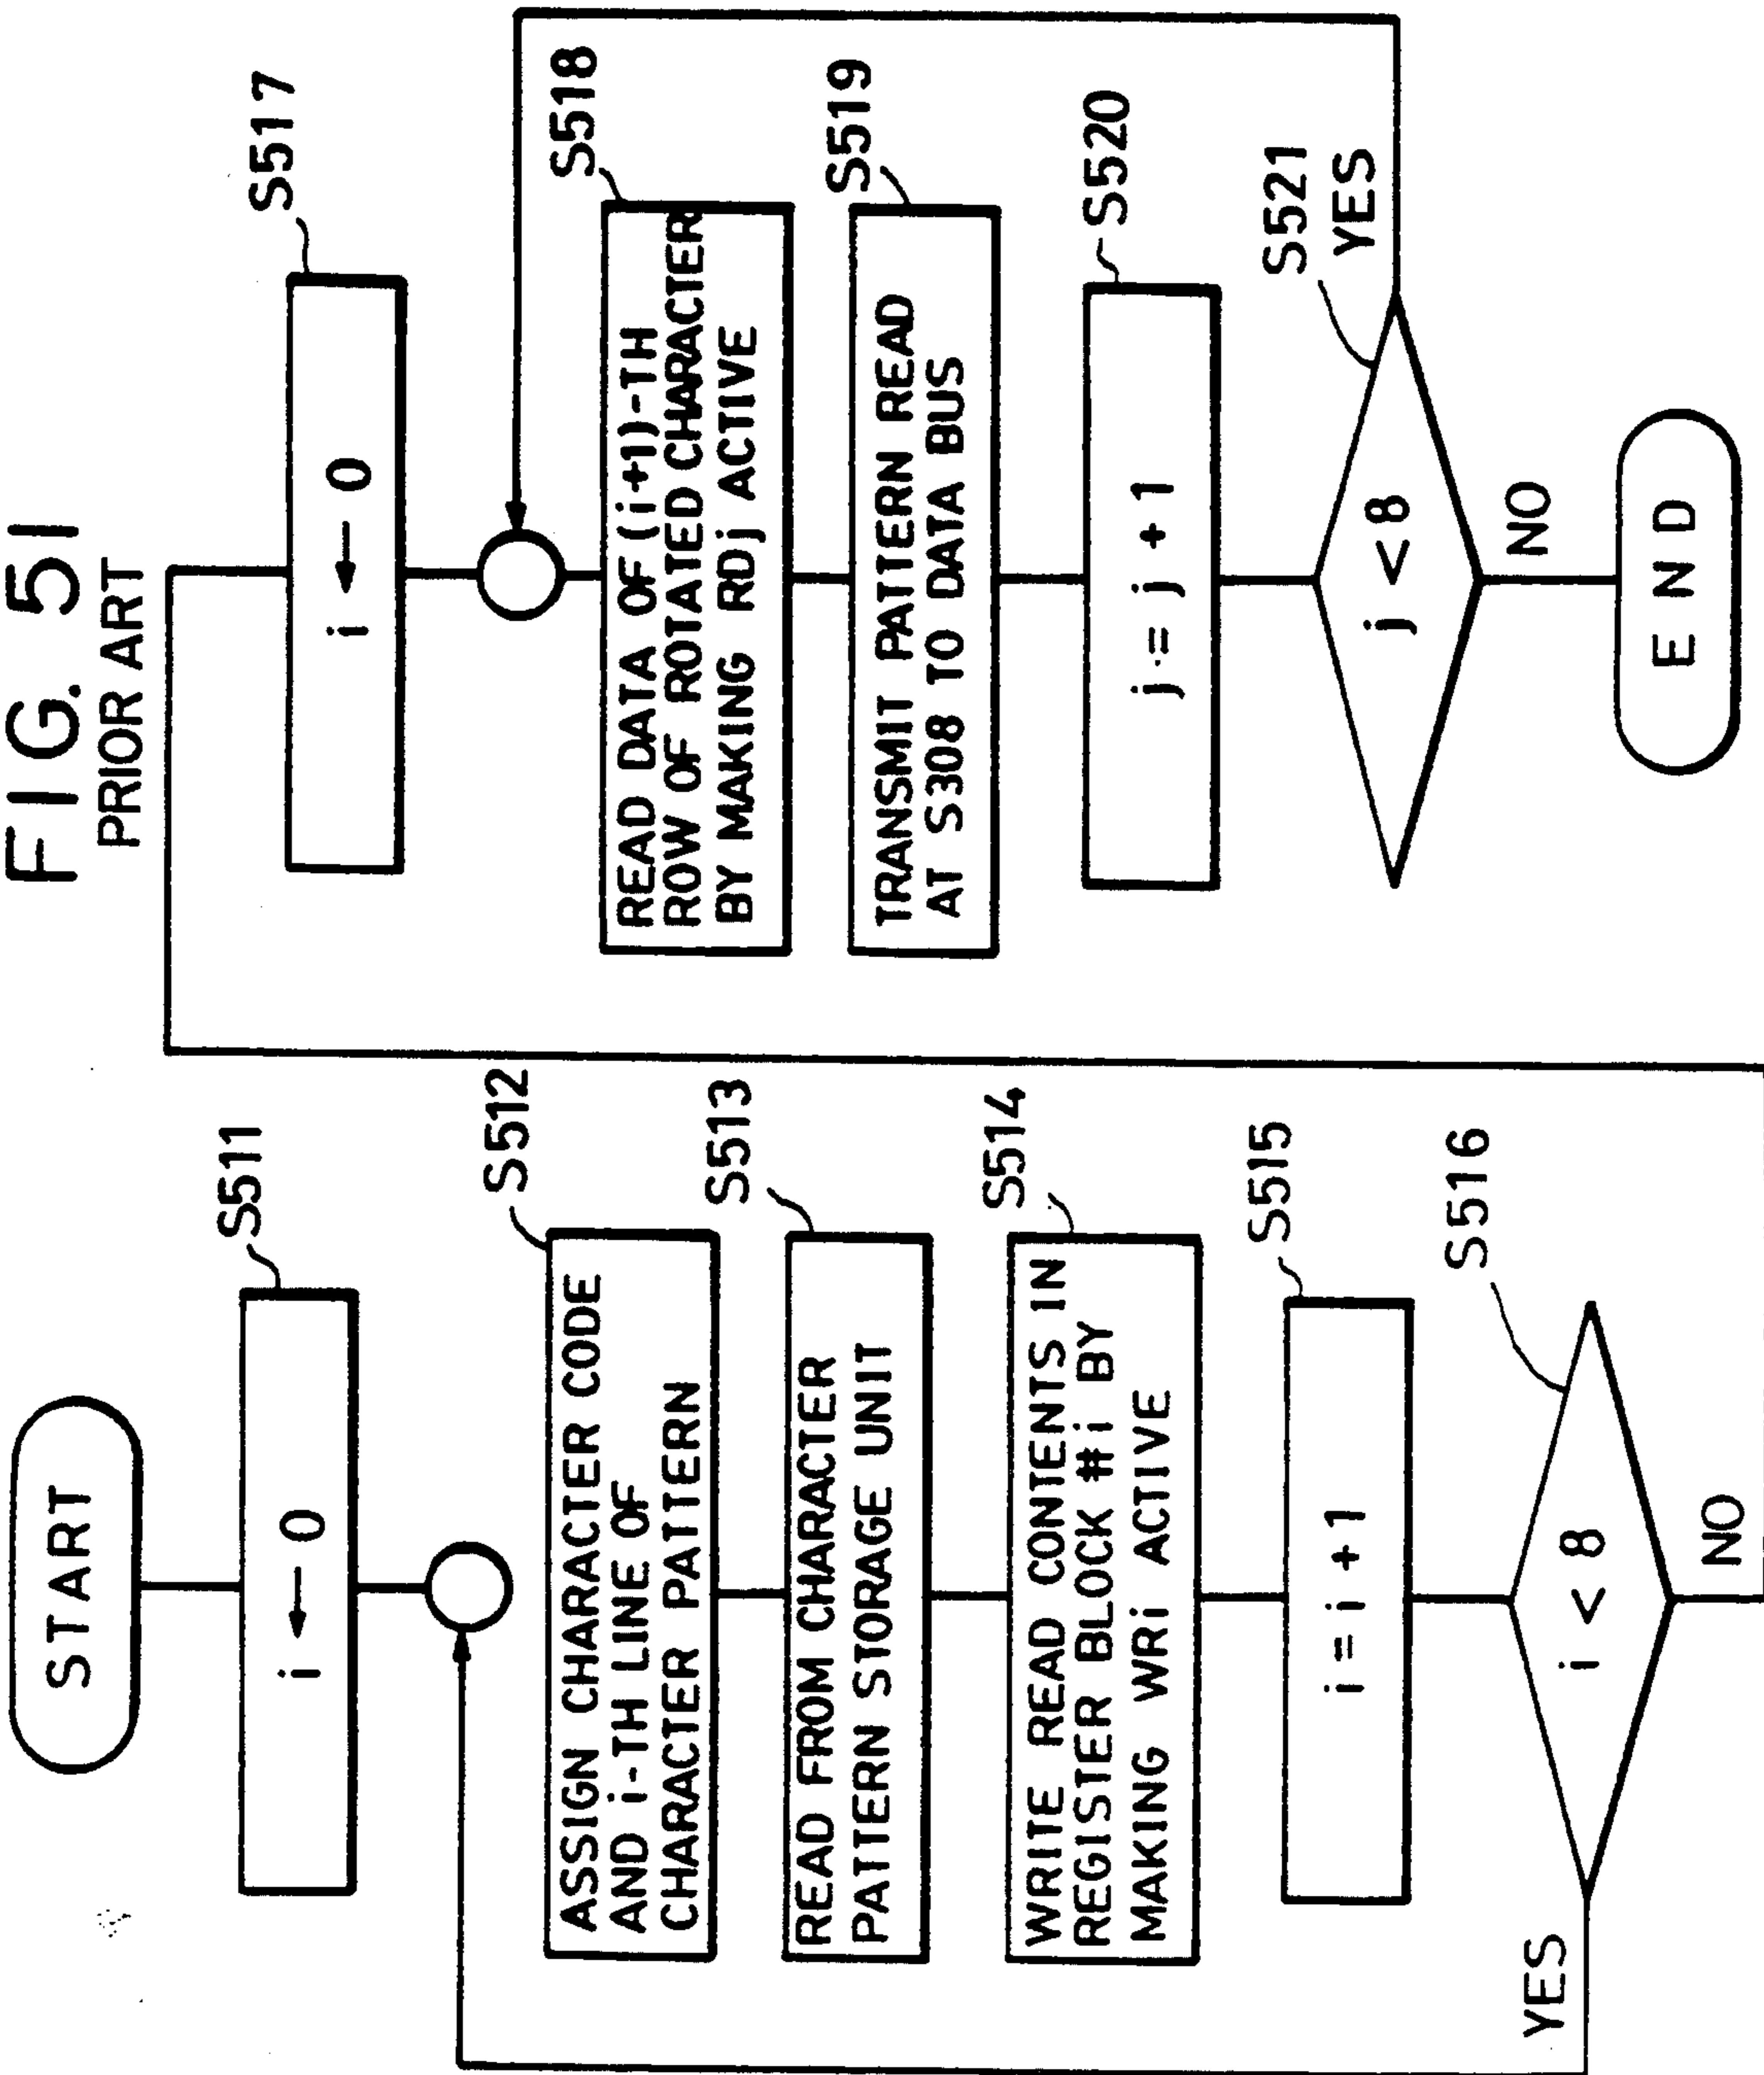 FIG. 51
PRIOR ART
START
S511
i ← 0
S512
ASSIGN CHARACTER CODE
AND i-TH LINE OF
CHARACTER PATTERN
S513
READ FROM CHARACTER
PATTERN STORAGE UNIT
S514
WRITE READ CONTENTS IN
REGISTER BLOCK #i BY
MAKING WRi ACTIVE
S515
i = i + 1
S516
i < 8
YES
NO
S517
i ← 0
S518
READ DATA OF (i+1)-TH
ROW OF ROTATED CHARACTER
BY MAKING RDj ACTIVE
S519
TRANSMIT PATTERN READ
AT S308 TO DATA BUS
S520
j = j + 1
S521
YES
j < 8
NO
END